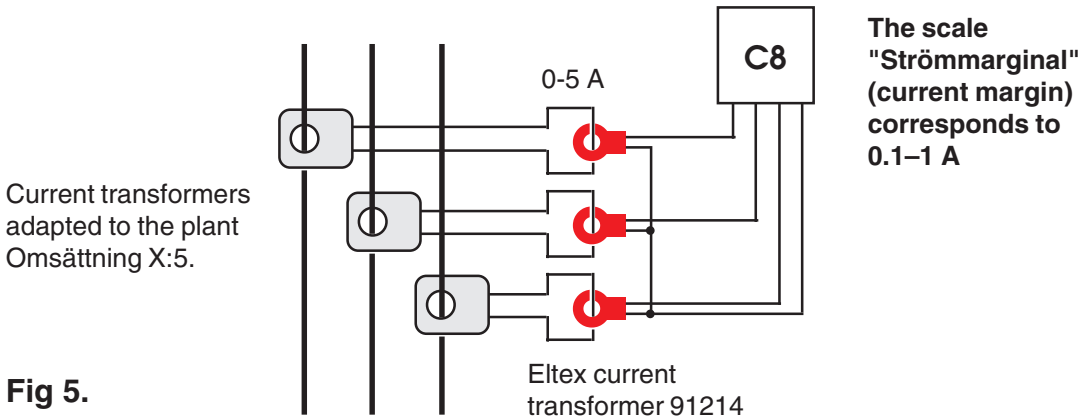 C8
The scale
"Strömmarginal"
(current margin)
corresponds to
0.1–1 A
0-5 A
Current transformers
adapted to the plant
Omsättning X:5.
Eltex current
transformer 91214
Fig 5.